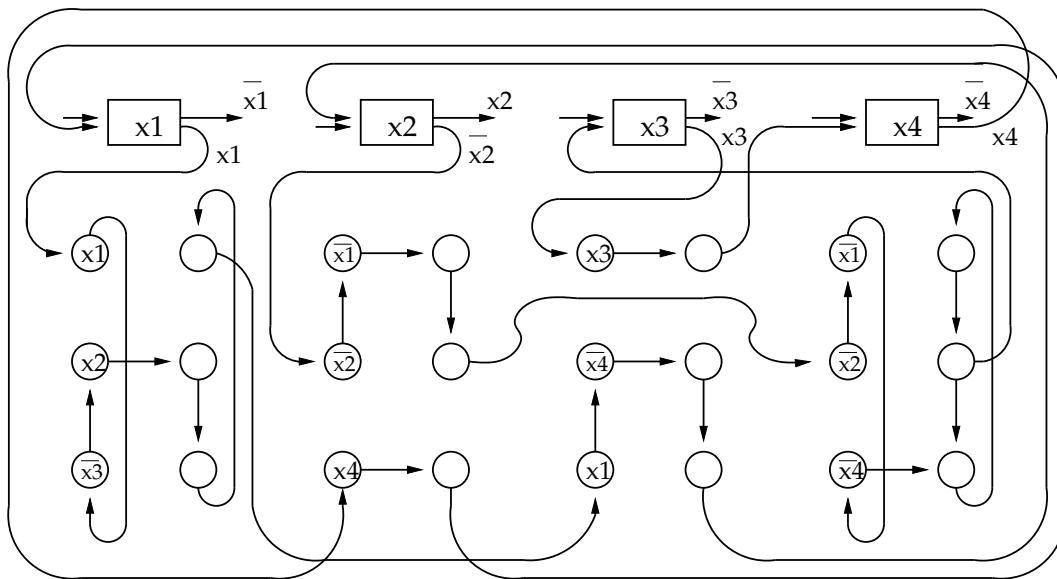 x̅1̅ x2 x̅3̅ x̅4̅
x1 x2 x3 x4
x1 x̅2̅ x3 x4
x1 x̅1̅ x3 x̅1̅
x2 x̅2̅ x̅4̅ x̅2̅
x̅3̅ x4 x1 x̅4̅